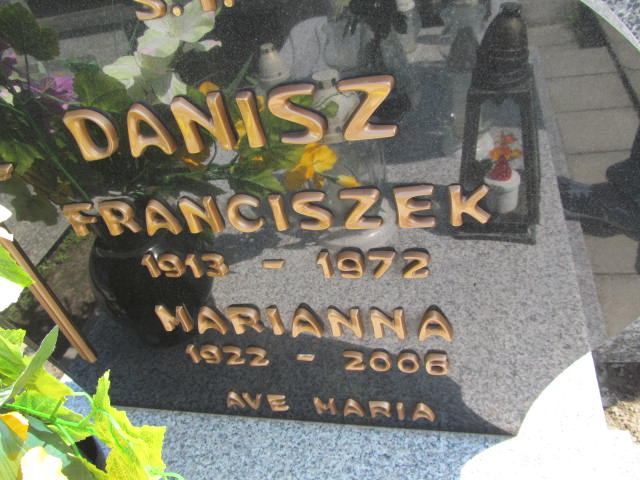 Ś.P.
DANISZ
FRANCISZEK
1913 - 1972
MARIANNA
1922 - 2006
AVE MARIA